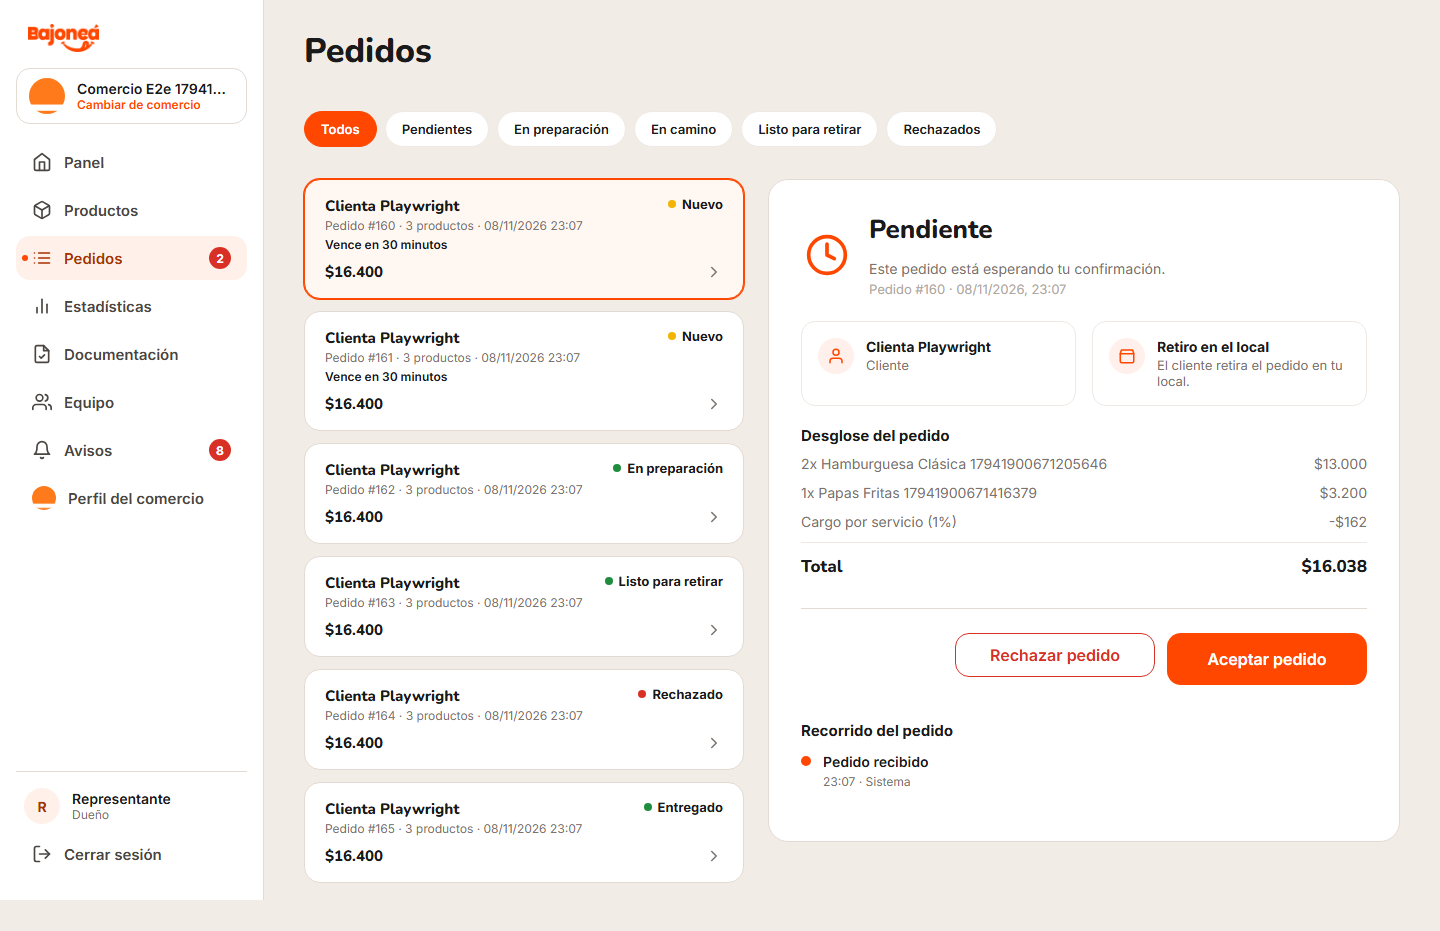 Bajoneá
Comercio E2e 17941...
Cambiar de comercio
Panel
Productos
Pedidos
2
Estadísticas
Documentación
Equipo
Avisos
8
Perfil del comercio
R
Representante
Dueño
Cerrar sesión
Pedidos
Todos
Pendientes
En preparación
En camino
Listo para retirar
Rechazados
Clienta Playwright
Nuevo
Pedido #160 · 3 productos · 08/11/2026 23:07
Vence en 30 minutos
$16.400
Clienta Playwright
Nuevo
Pedido #161 · 3 productos · 08/11/2026 23:07
Vence en 30 minutos
$16.400
Clienta Playwright
En preparación
Pedido #162 · 3 productos · 08/11/2026 23:07
$16.400
Clienta Playwright
Listo para retirar
Pedido #163 · 3 productos · 08/11/2026 23:07
$16.400
Clienta Playwright
Rechazado
Pedido #164 · 3 productos · 08/11/2026 23:07
$16.400
Clienta Playwright
Entregado
Pedido #165 · 3 productos · 08/11/2026 23:07
$16.400
Pendiente
Este pedido está esperando tu confirmación.
Pedido #160 · 08/11/2026, 23:07
Clienta Playwright
Cliente
Retiro en el local
El cliente retira el pedido en tu
local.
Desglose del pedido
2x Hamburguesa Clásica 17941900671205646 $13.000
1x Papas Fritas 17941900671416379 $3.200
Cargo por servicio (1%) -$162
Total $16.038
Rechazar pedido
Aceptar pedido
Recorrido del pedido
Pedido recibido
23:07 · Sistema